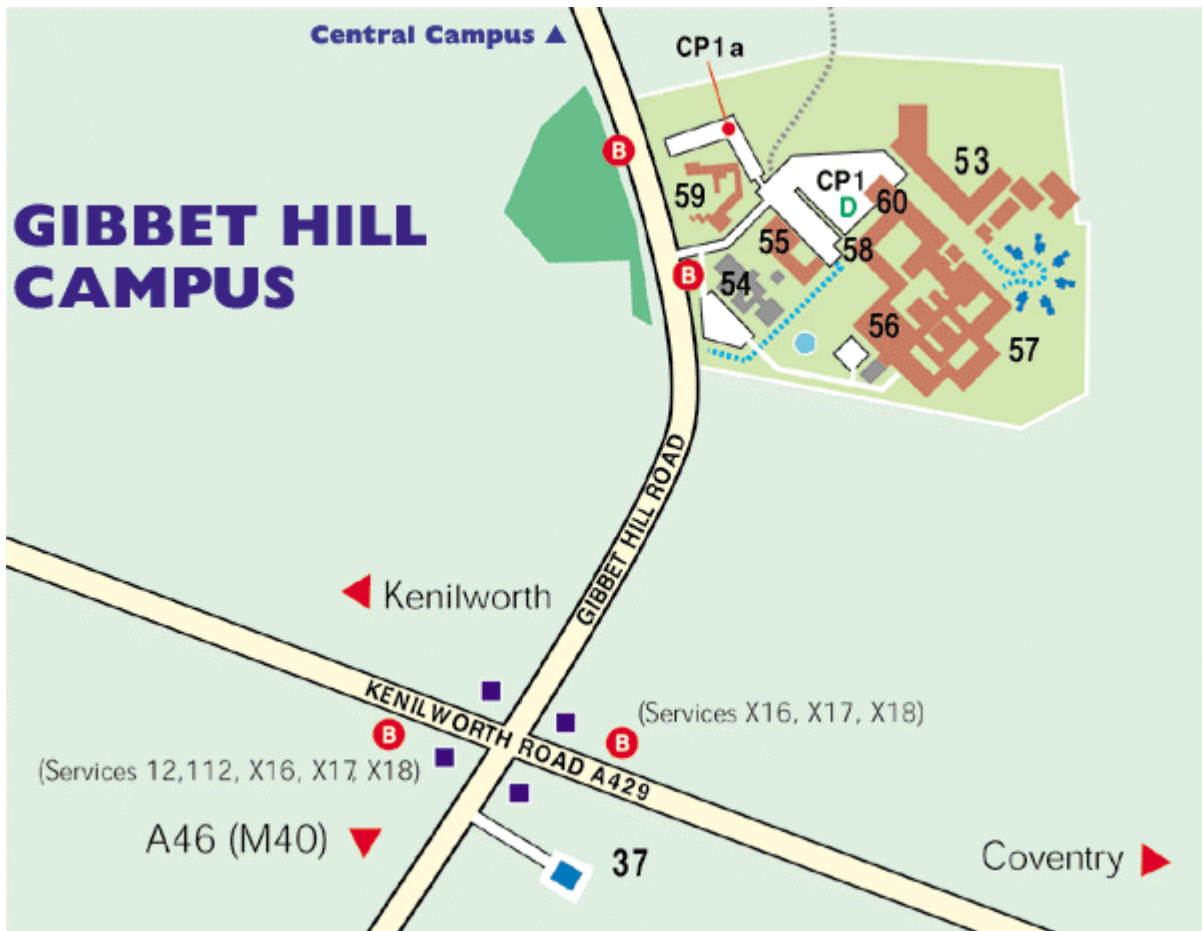 Central Campus ▲
CP1a
B
53
59
CP1
D
60
GIBBET HILL
CAMPUS
55
58
B
54
56
57
GIBBET HILL ROAD
Kenilworth
KENILWORTH ROAD A429
(Services X16, X17, X18)
B
B
(Services 12,112, X16, X17, X18)
A46 (M40)
37
Coventry